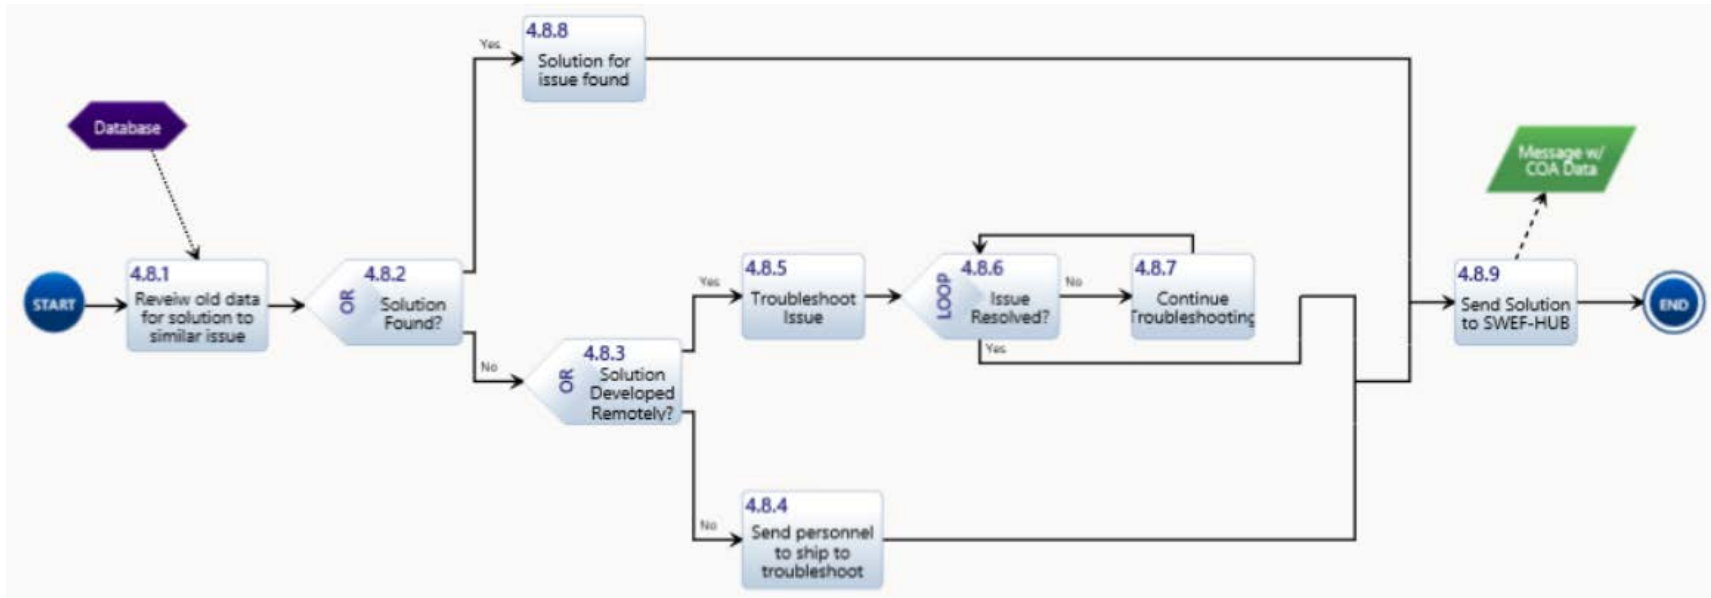 4.8.8
Yes
Solution for
issue found
Database
Message w/
COA Data
START
4.8.1
Reveiw old data
for solution to
similar issue
4.8.2
OR
Solution
Found?
No
4.8.3
OR
Solution
Developed
Remotely?
Yes
4.8.5
Troubleshoot
Issue
4.8.6
LOOP
Issue
Resolved?
No
4.8.7
Continue
Troubleshooting
Yes
4.8.9
Send Solution
to SWEF-HUB
END
No
4.8.4
Send personnel
to ship to
troubleshoot